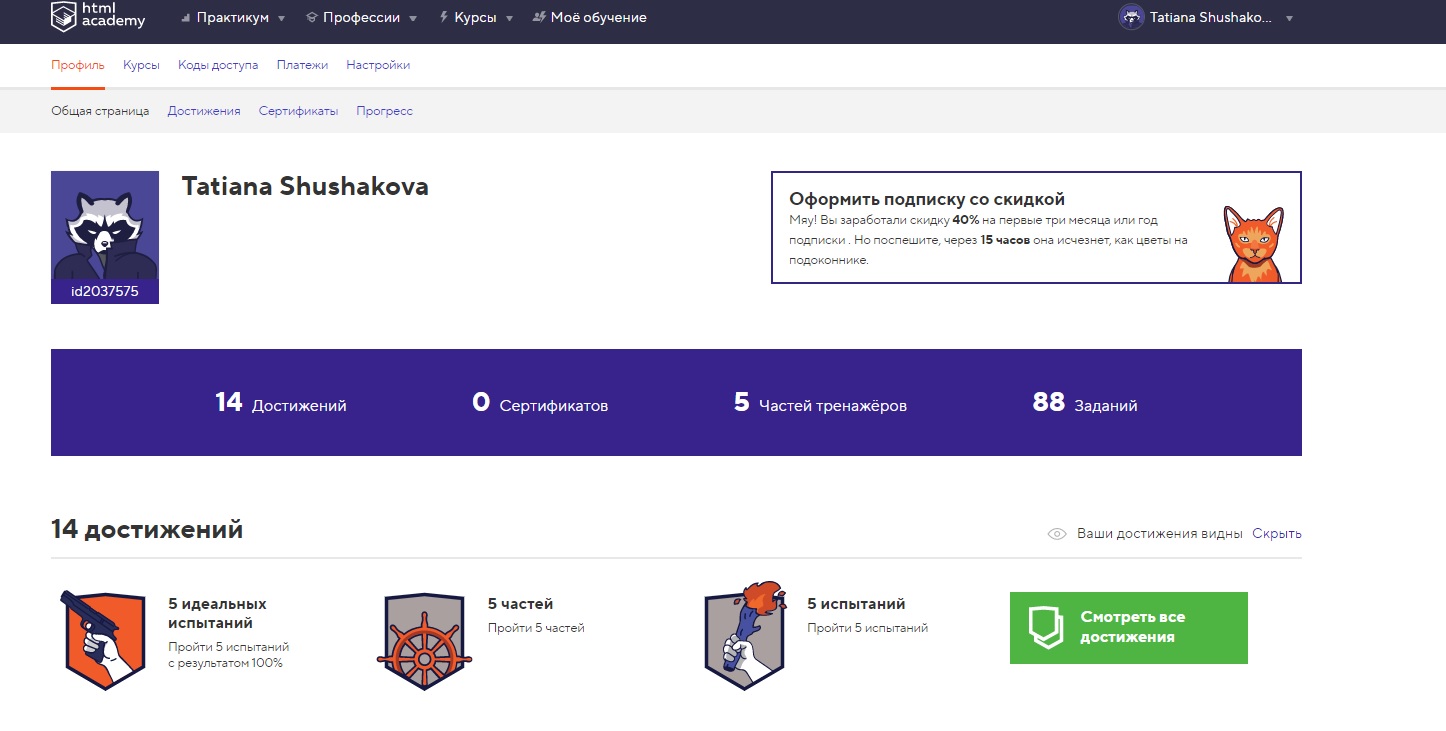 html
academy
Практикум
Профессии
Курсы
Моё обучение
Tatiana Shushako...
Профиль
Курсы
Коды доступа
Платежи
Настройки
Общая страница
Достижения
Сертификаты
Прогресс
id2037575
Tatiana Shushakova
Оформить подписку со скидкой
Мяу! Вы заработали скидку 40% на первые три месяца или год
подписки . Но поспешите, через 15 часов она исчезнет, как цветы на
подоконнике.
14 Достижений
0 Сертификатов
5 Частей тренажёров
88 Заданий
14 достижений
Ваши достижения видны Скрыть
5 идеальных
испытаний
Пройти 5 испытаний
с результатом 100%
5 частей
Пройти 5 частей
5 испытаний
Пройти 5 испытаний
Смотреть все
достижения